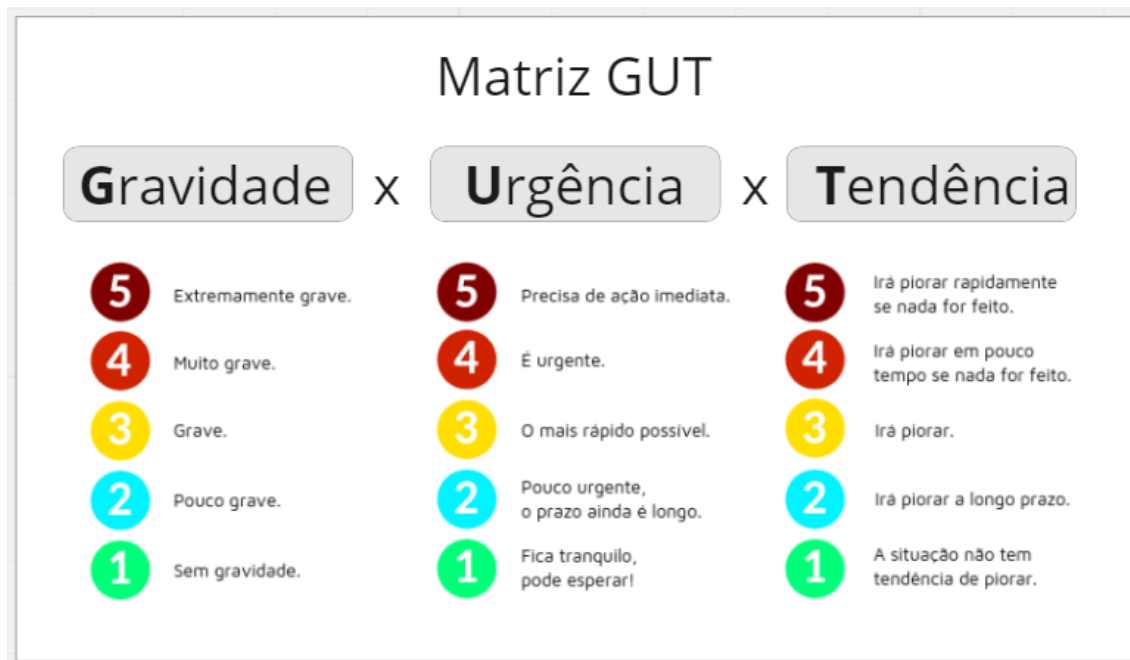 Matriz GUT
Gravidade x Urgência x Tendência
5 Extremamente grave.
4 Muito grave.
3 Grave.
2 Pouco grave.
1 Sem gravidade.
5 Precisa de ação imediata.
4 É urgente.
3 O mais rápido possível.
2 Pouco urgente,
o prazo ainda é longo.
1 Fica tranquilo,
pode esperar!
5 Irá piorar rapidamente
se nada for feito.
4 Irá piorar em pouco
tempo se nada for feito.
3 Irá piorar.
2 Irá piorar a longo prazo.
1 A situação não tem
tendência de piorar.